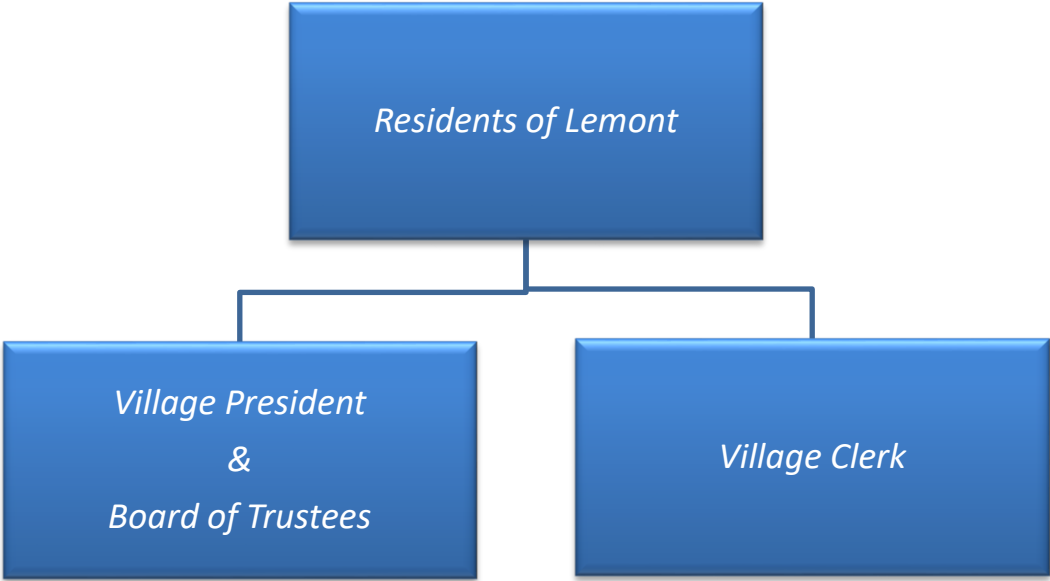 Residents of Lemont
Village President
&
Board of Trustees
Village Clerk